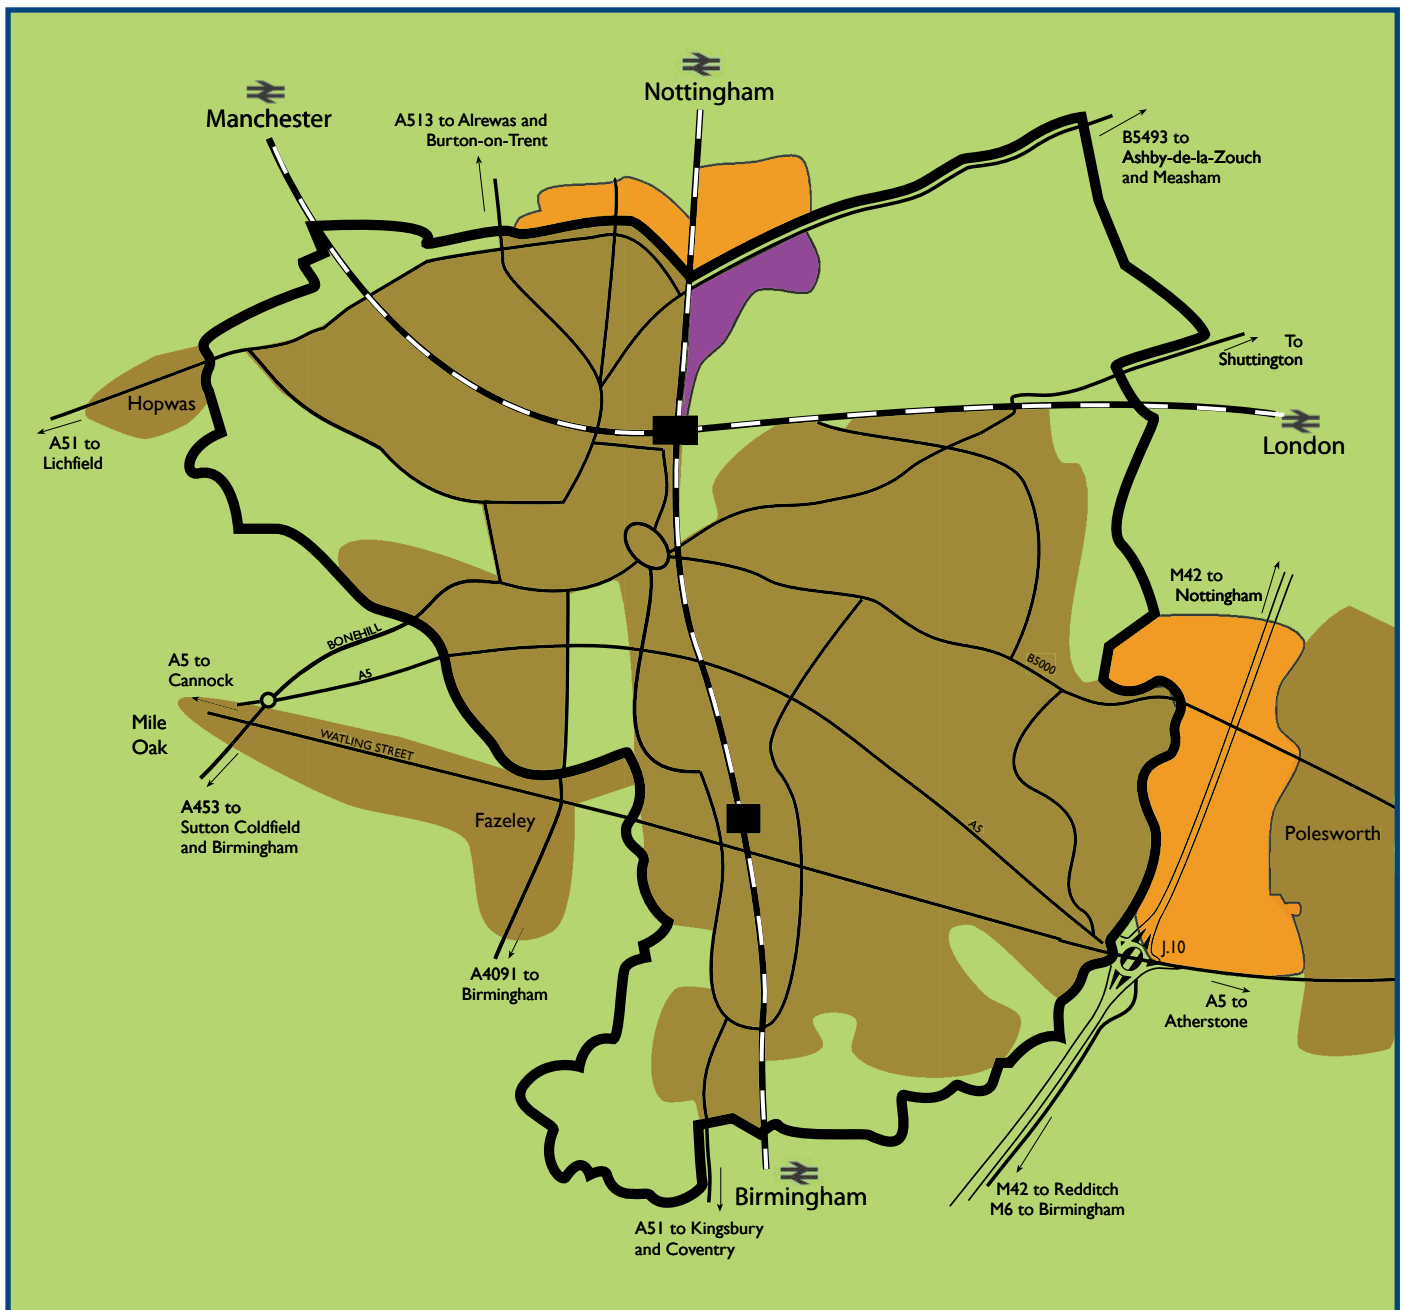 Nottingham
Manchester
A513 to Alrewas and
Burton-on-Trent
B5493 to
Ashby-de-la-Zouch
and Measham
To
Shuttington
Hopwas
A51 to
Lichfield
London
M42 to
Nottingham
BONEHILL
A5
A5 to
Cannock
B5000
Mile
Oak
WATLING STREET
A453 to
Sutton Coldfield
and Birmingham
Fazeley
A5
Polesworth
J.10
A4091 to
Birmingham
A5 to
Atherstone
Birmingham
M42 to Redditch
M6 to Birmingham
A51 to Kingsbury
and Coventry